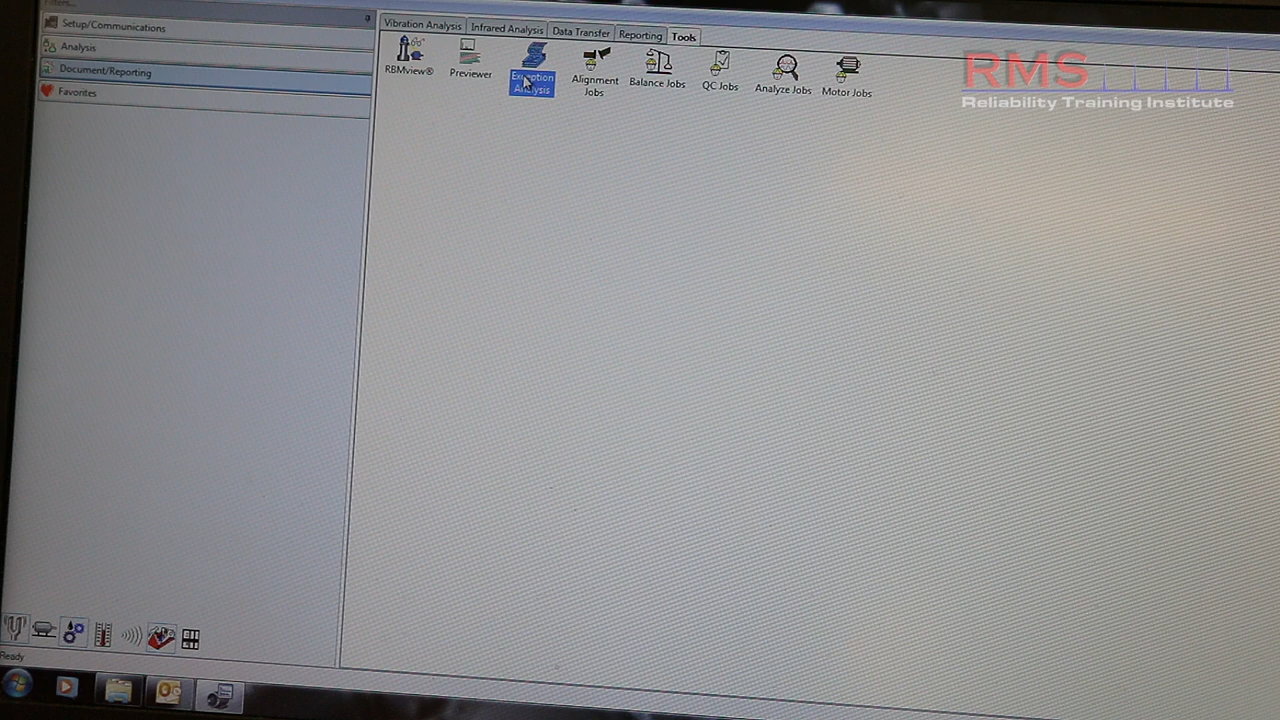 Filters...
Setup/Communications
Analysis
Document/Reporting
Favorites
Vibration Analysis
Infrared Analysis
Data Transfer
Reporting
Tools
RBMview®
Previewer
Exception
Analysis
Alignment
Jobs
Balance Jobs
QC Jobs
Analyze Jobs
Motor Jobs
RMS
Reliability Training Institute
Ready